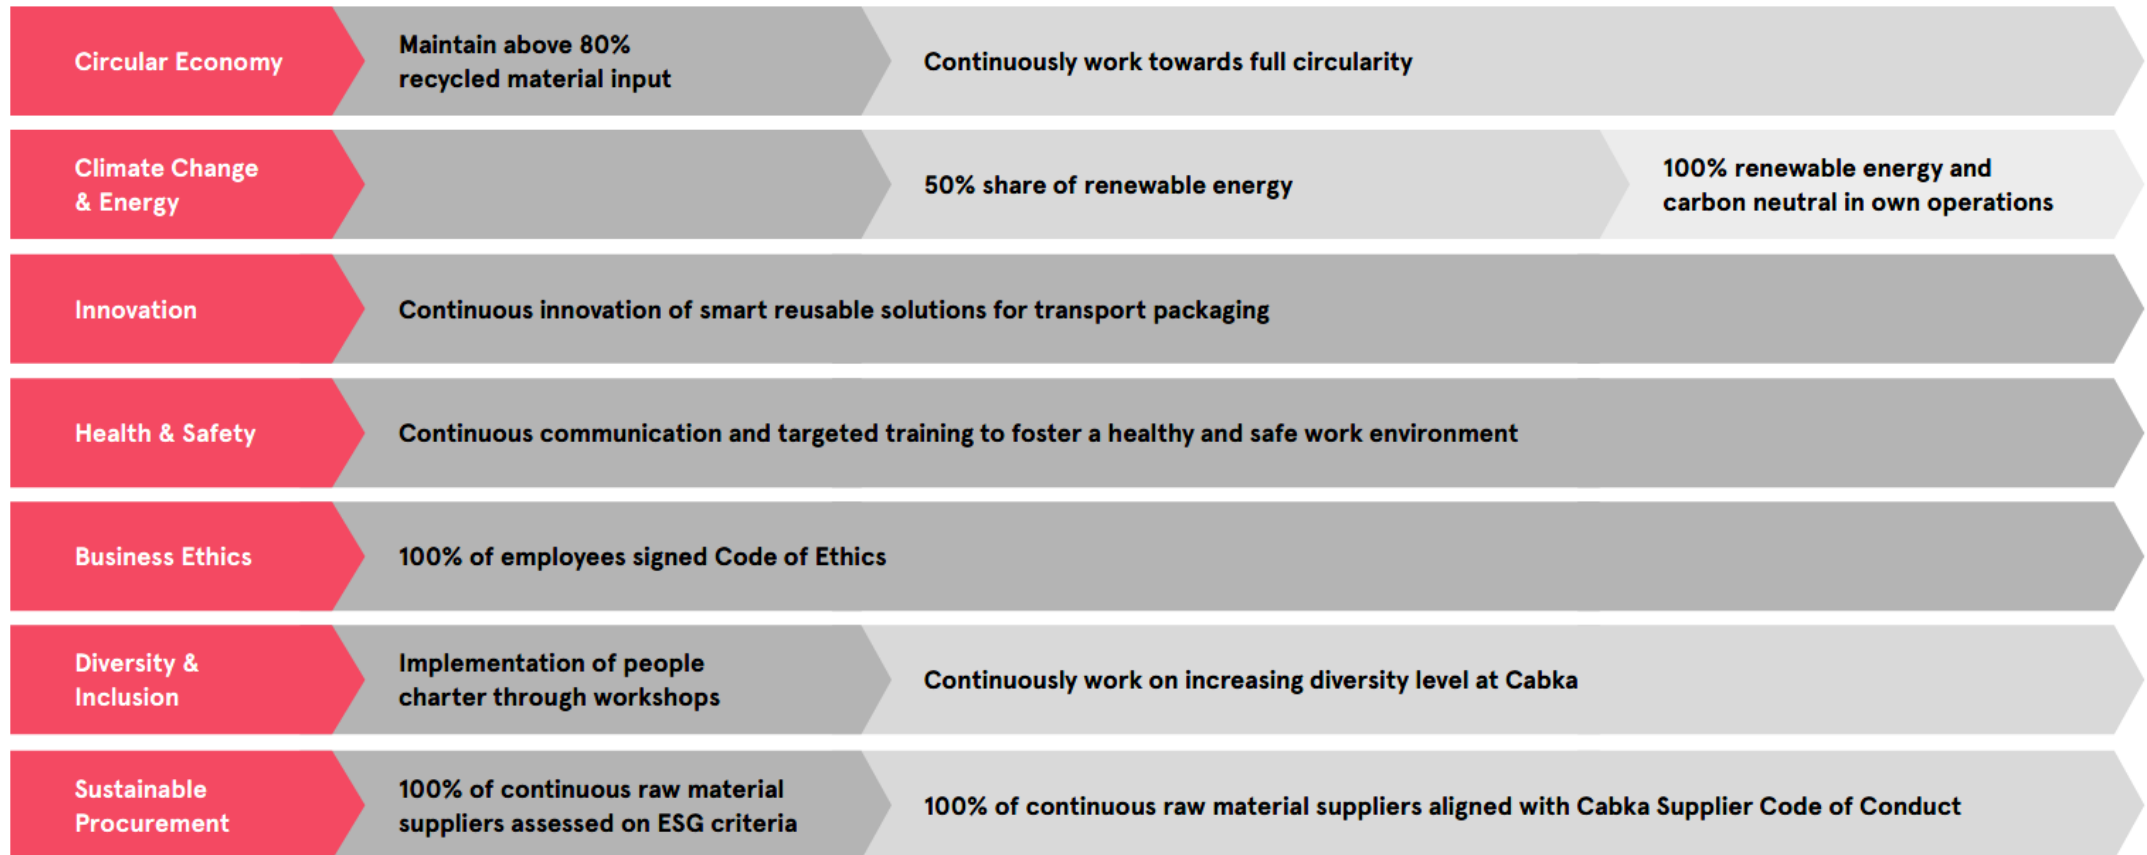 Circular Economy
Maintain above 80%
recycled material input
Continuously work towards full circularity
Climate Change
& Energy
50% share of renewable energy
100% renewable energy and
carbon neutral in own operations
Innovation
Continuous innovation of smart reusable solutions for transport packaging
Health & Safety
Continuous communication and targeted training to foster a healthy and safe work environment
Business Ethics
100% of employees signed Code of Ethics
Diversity &
Inclusion
Implementation of people
charter through workshops
Continuously work on increasing diversity level at Cabka
Sustainable
Procurement
100% of continuous raw material
suppliers assessed on ESG criteria
100% of continuous raw material suppliers aligned with Cabka Supplier Code of Conduct